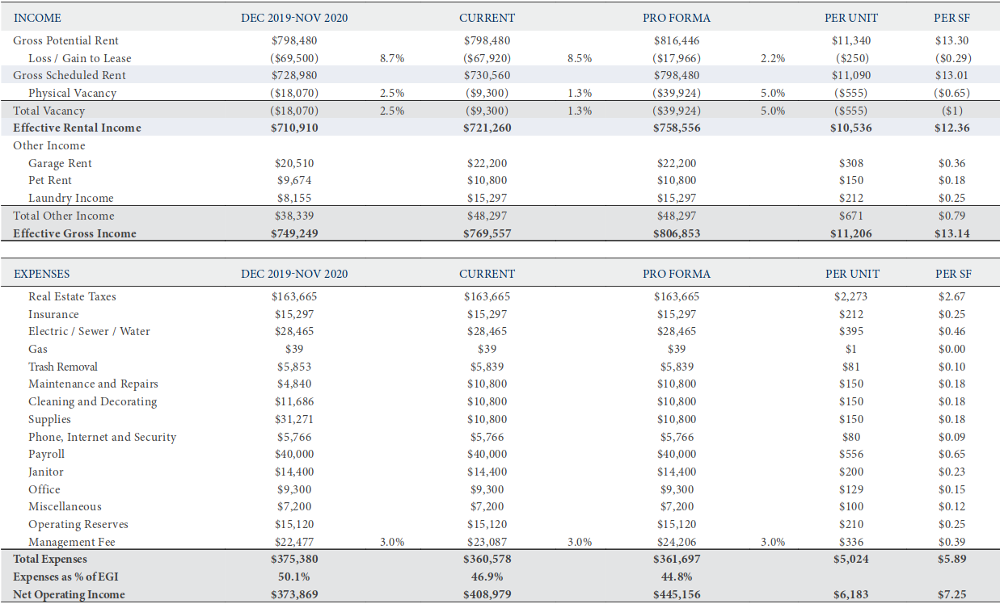 INCOME DEC 2019-NOV 2020 CURRENT PRO FORMA PER UNIT PER SF
Gross Potential Rent $798,480 $798,480 $816,446 $11,340 $13.30
Loss / Gain to Lease ($69,500) 8.7% ($67,920) 8.5% ($17,966) 2.2% ($250) ($0.29)
Gross Scheduled Rent $728,980 $730,560 $798,480 $11,090 $13.01
Physical Vacancy ($18,070) 2.5% ($9,300) 1.3% ($39,924) 5.0% ($555) ($0.65)
Total Vacancy ($18,070) 2.5% ($9,300) 1.3% ($39,924) 5.0% ($555) ($1)
Effective Rental Income $710,910 $721,260 $758,556 $10,536 $12.36
Other Income
Garage Rent $20,510 $22,200 $22,200 $308 $0.36
Pet Rent $9,674 $10,800 $10,800 $150 $0.18
Laundry Income $8,155 $15,297 $15,297 $212 $0.25
Total Other Income $38,339 $48,297 $48,297 $671 $0.79
Effective Gross Income $749,249 $769,557 $806,853 $11,206 $13.14
EXPENSES DEC 2019-NOV 2020 CURRENT PRO FORMA PER UNIT PER SF
Real Estate Taxes $163,665 $163,665 $163,665 $2,273 $2.67
Insurance $15,297 $15,297 $15,297 $212 $0.25
Electric / Sewer / Water $28,465 $28,465 $28,465 $395 $0.46
Gas $39 $39 $39 $1 $0.00
Trash Removal $5,853 $5,839 $5,839 $81 $0.10
Maintenance and Repairs $4,840 $10,800 $10,800 $150 $0.18
Cleaning and Decorating $11,686 $10,800 $10,800 $150 $0.18
Supplies $31,271 $10,800 $10,800 $150 $0.18
Phone, Internet and Security $5,766 $5,766 $5,766 $80 $0.09
Payroll $40,000 $40,000 $40,000 $556 $0.65
Janitor $14,400 $14,400 $14,400 $200 $0.23
Office $9,300 $9,300 $9,300 $129 $0.15
Miscellaneous $7,200 $7,200 $7,200 $100 $0.12
Operating Reserves $15,120 $15,120 $15,120 $210 $0.25
Management Fee $22,477 3.0% $23,087 3.0% $24,206 3.0% $336 $0.39
Total Expenses $375,380 $360,578 $361,697 $5,024 $5.89
Expenses as % of EGI 50.1% 46.9% 44.8%
Net Operating Income $373,869 $408,979 $445,156 $6,183 $7.25